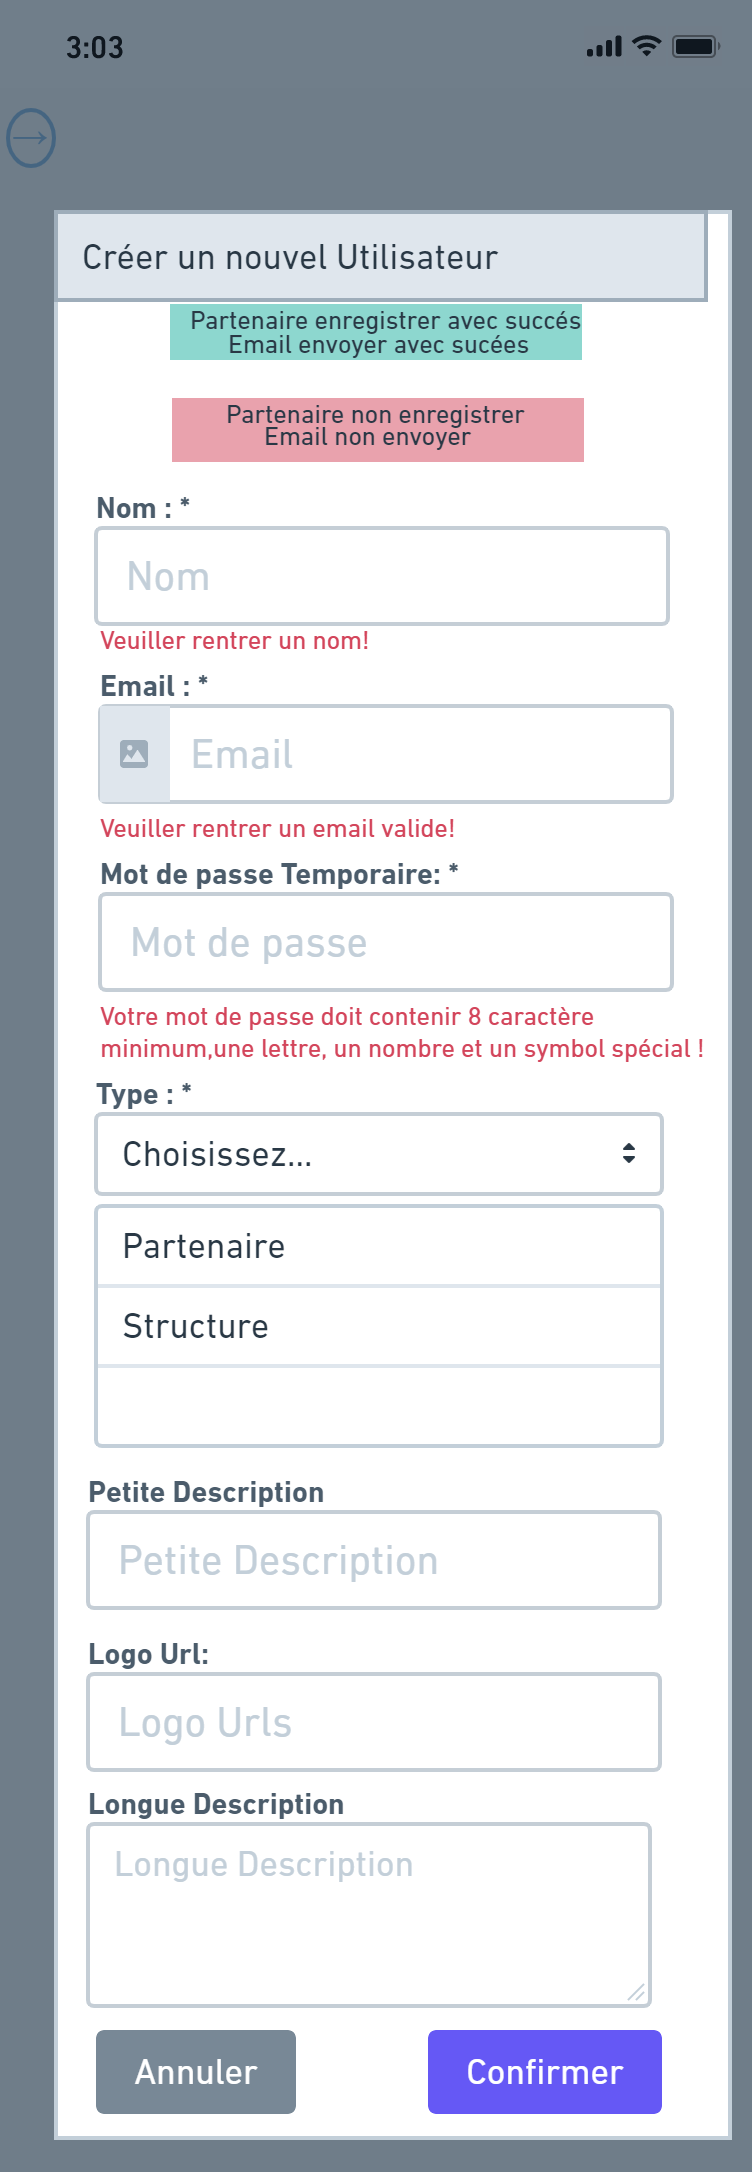 3:03
Créer un nouvel Utilisateur
Partenaire enregistrer avec succés
Email envoyer avec sucées
Partenaire non enregistrer
Email non envoyer
Nom : *
Nom
Veuiller rentrer un nom!
Email : *
Email
Veuiller rentrer un email valide!
Mot de passe Temporaire: *
Mot de passe
Votre mot de passe doit contenir 8 caractère
minimum,une lettre, un nombre et un symbol spécial !
Type : *
Choisissez...
Partenaire
Structure
Petite Description
Petite Description
Logo Url:
Logo Urls
Longue Description
Longue Description
Annuler
Confirmer